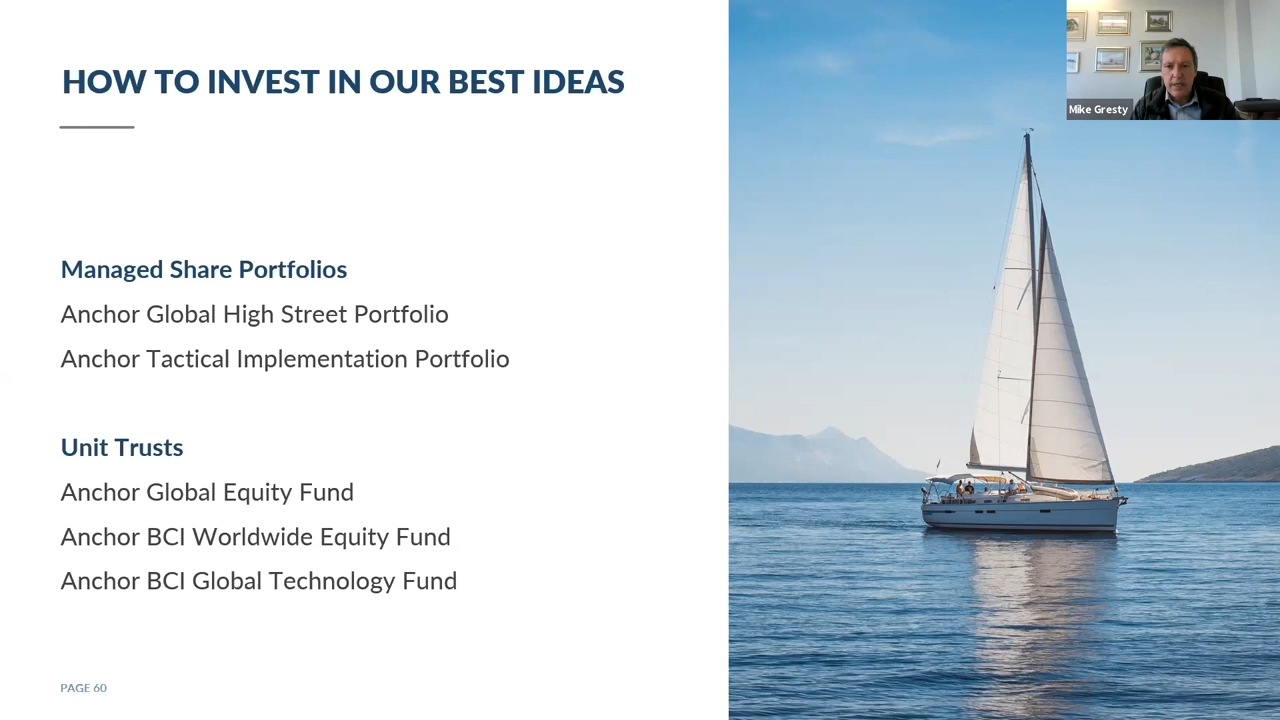 HOW TO INVEST IN OUR BEST IDEAS
Mike Gresty
Managed Share Portfolios
Anchor Global High Street Portfolio
Anchor Tactical Implementation Portfolio
Unit Trusts
Anchor Global Equity Fund
Anchor BCI Worldwide Equity Fund
Anchor BCI Global Technology Fund
PAGE 60